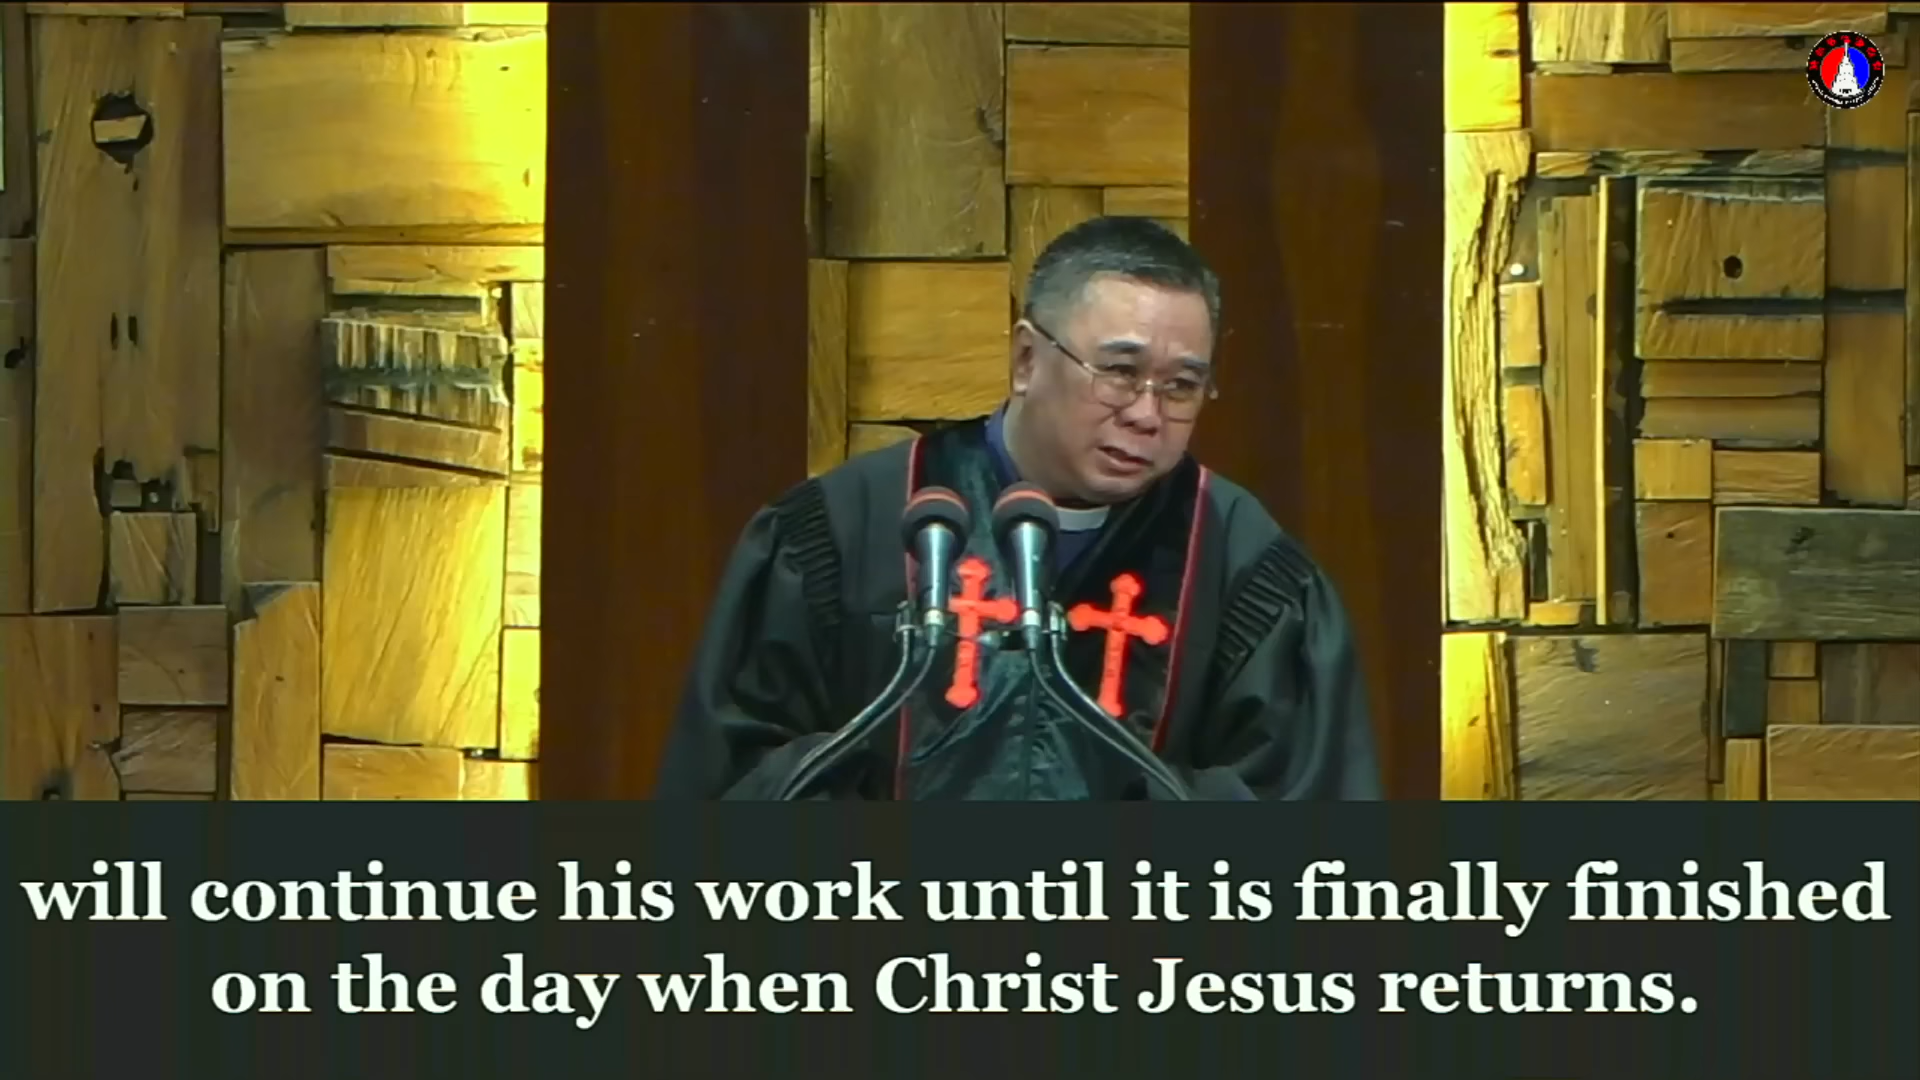 will continue his work until it is finally finished
on the day when Christ Jesus returns.